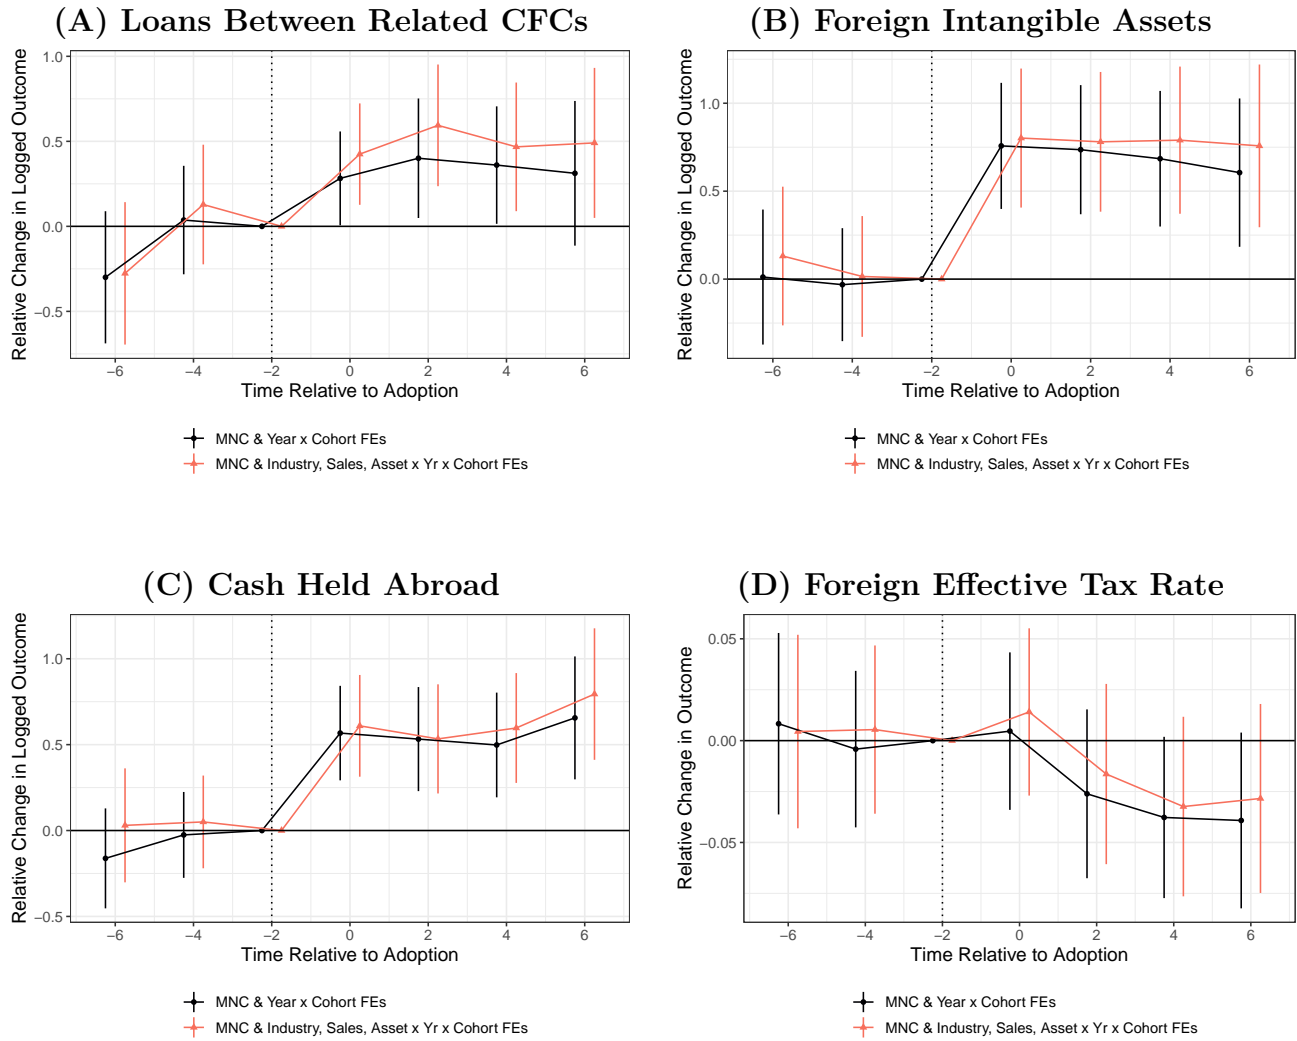 (A) Loans Between Related CFCs
Relative Change in Logged Outcome
1.0
0.5
0.0
−0.5
−6 −4 −2 0 2 4 6
Time Relative to Adoption
MNC & Year x Cohort FEs
MNC & Industry, Sales, Asset x Yr x Cohort FEs
(B) Foreign Intangible Assets
Relative Change in Logged Outcome
1.0
0.5
0.0
−6 −4 −2 0 2 4 6
Time Relative to Adoption
MNC & Year x Cohort FEs
MNC & Industry, Sales, Asset x Yr x Cohort FEs
(C) Cash Held Abroad
Relative Change in Logged Outcome
1.0
0.5
0.0
−0.5
−6 −4 −2 0 2 4 6
Time Relative to Adoption
MNC & Year x Cohort FEs
MNC & Industry, Sales, Asset x Yr x Cohort FEs
(D) Foreign Effective Tax Rate
Relative Change in Outcome
0.05
0.00
−0.05
−6 −4 −2 0 2 4 6
Time Relative to Adoption
MNC & Year x Cohort FEs
MNC & Industry, Sales, Asset x Yr x Cohort FEs